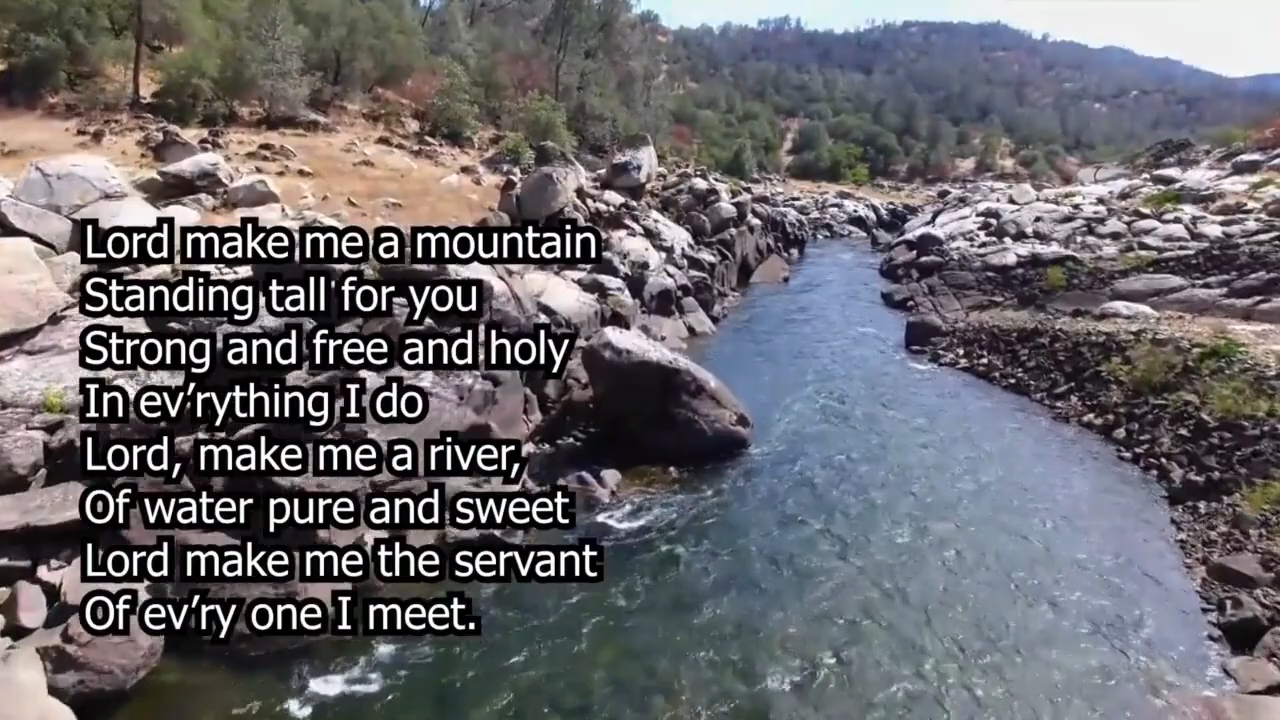 Lord make me a mountain
Standing tall for you
Strong and free and holy
In ev’rything I do
Lord, make me a river,
Of water pure and sweet
Lord make me the servant
Of ev’ry one I meet.